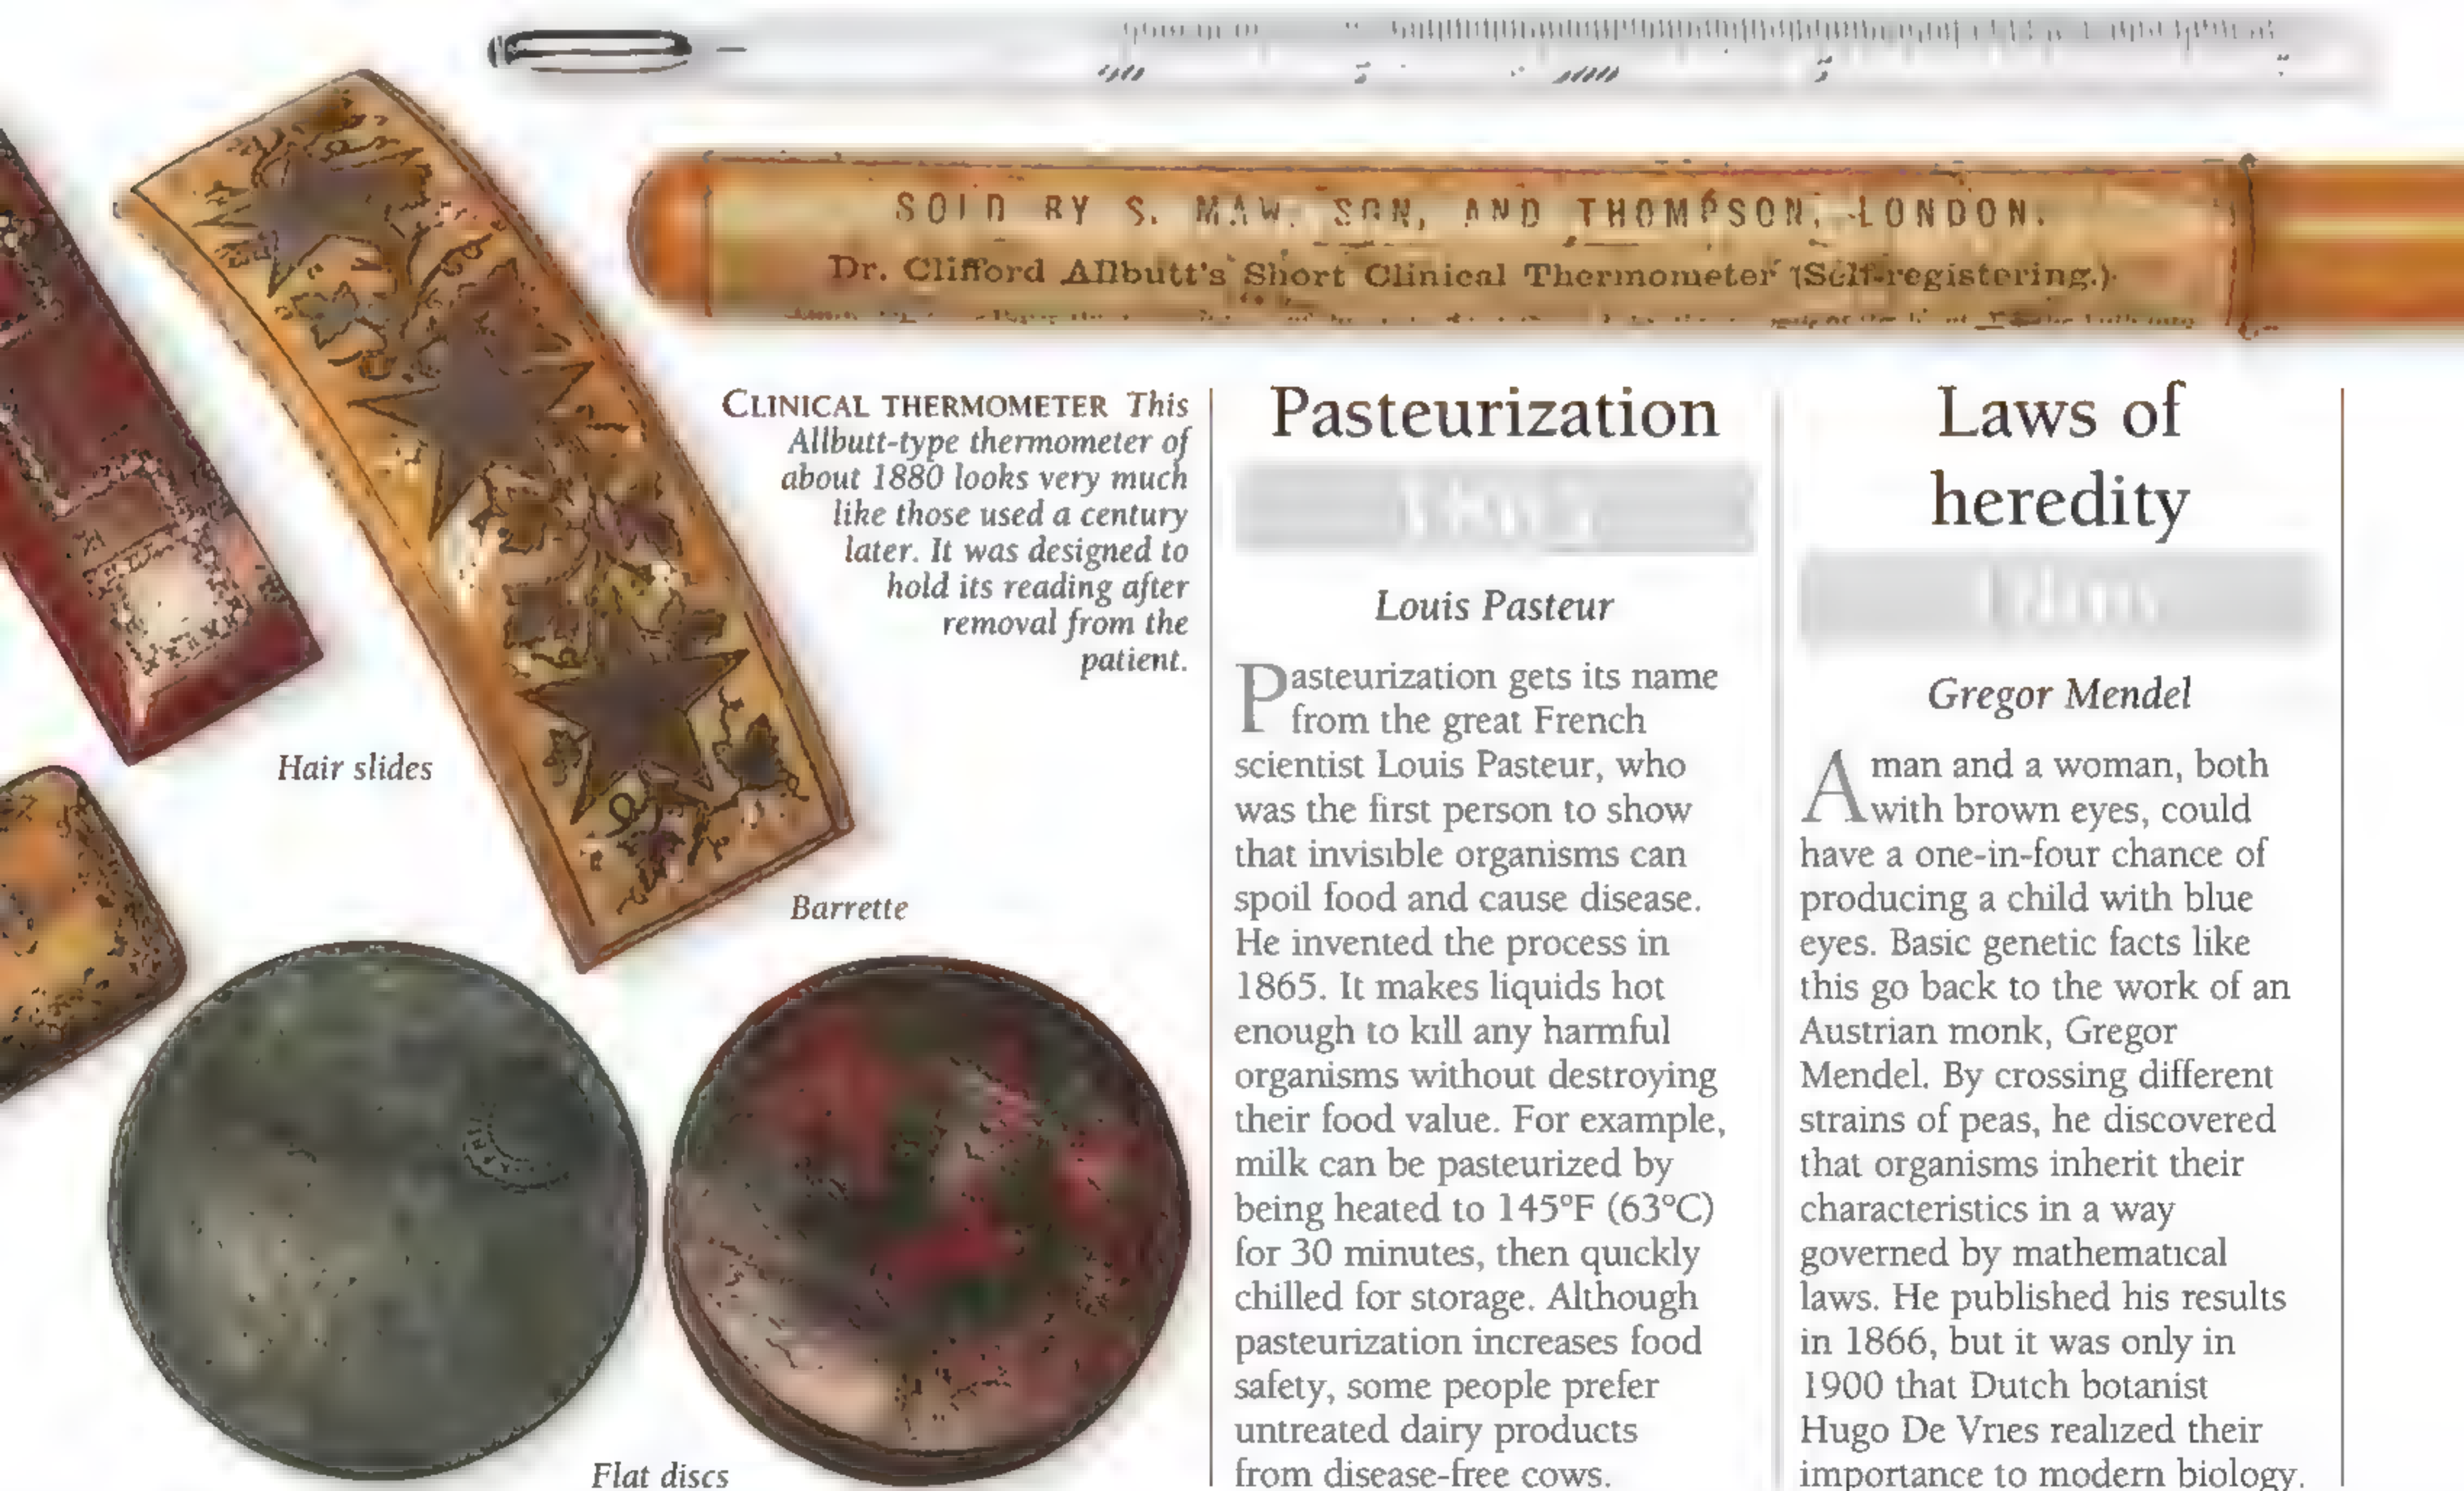 SOLD BY S. MAW, SON, AND THOMPSON, LONDON.
Dr. Clifford Allbutt's Short Clinical Thermometer (Self-registering.)
CLINICAL THERMOMETER This
Allbutt-type thermometer of
about 1880 looks very much
like those used a century
later. It was designed to
hold its reading after
removal from the
patient.
Hair slides
Barrette
Flat discs
Pasteurization
Louis Pasteur
Pasteurization gets its name
from the great French
scientist Louis Pasteur, who
was the first person to show
that invisible organisms can
spoil food and cause disease.
He invented the process in
1865. It makes liquids hot
enough to kill any harmful
organisms without destroying
their food value. For example,
milk can be pasteurized by
being heated to 145°F (63°C)
for 30 minutes, then quickly
chilled for storage. Although
pasteurization increases food
safety, some people prefer
untreated dairy products
from disease-free cows.
Laws of
heredity
Gregor Mendel
A man and a woman, both
with brown eyes, could
have a one-in-four chance of
producing a child with blue
eyes. Basic genetic facts like
this go back to the work of an
Austrian monk, Gregor
Mendel. By crossing different
strains of peas, he discovered
that organisms inherit their
characteristics in a way
governed by mathematical
laws. He published his results
in 1866, but it was only in
1900 that Dutch botanist
Hugo De Vries realized their
importance to modern biology.